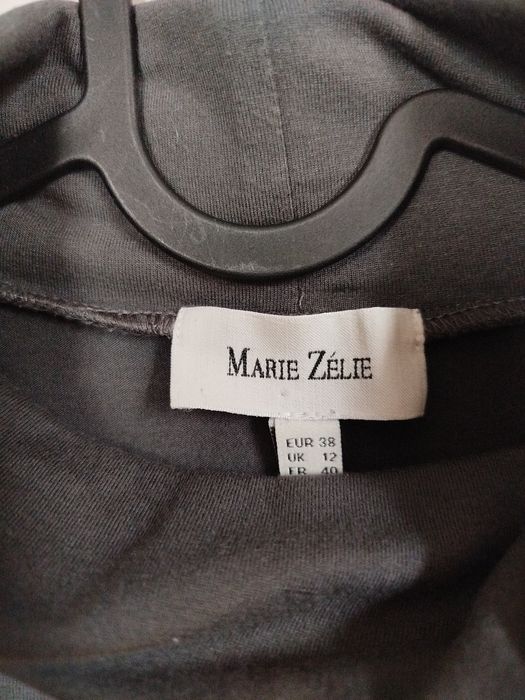 MARIE ZÉLIE
EUR 38
UK 12
FR 40